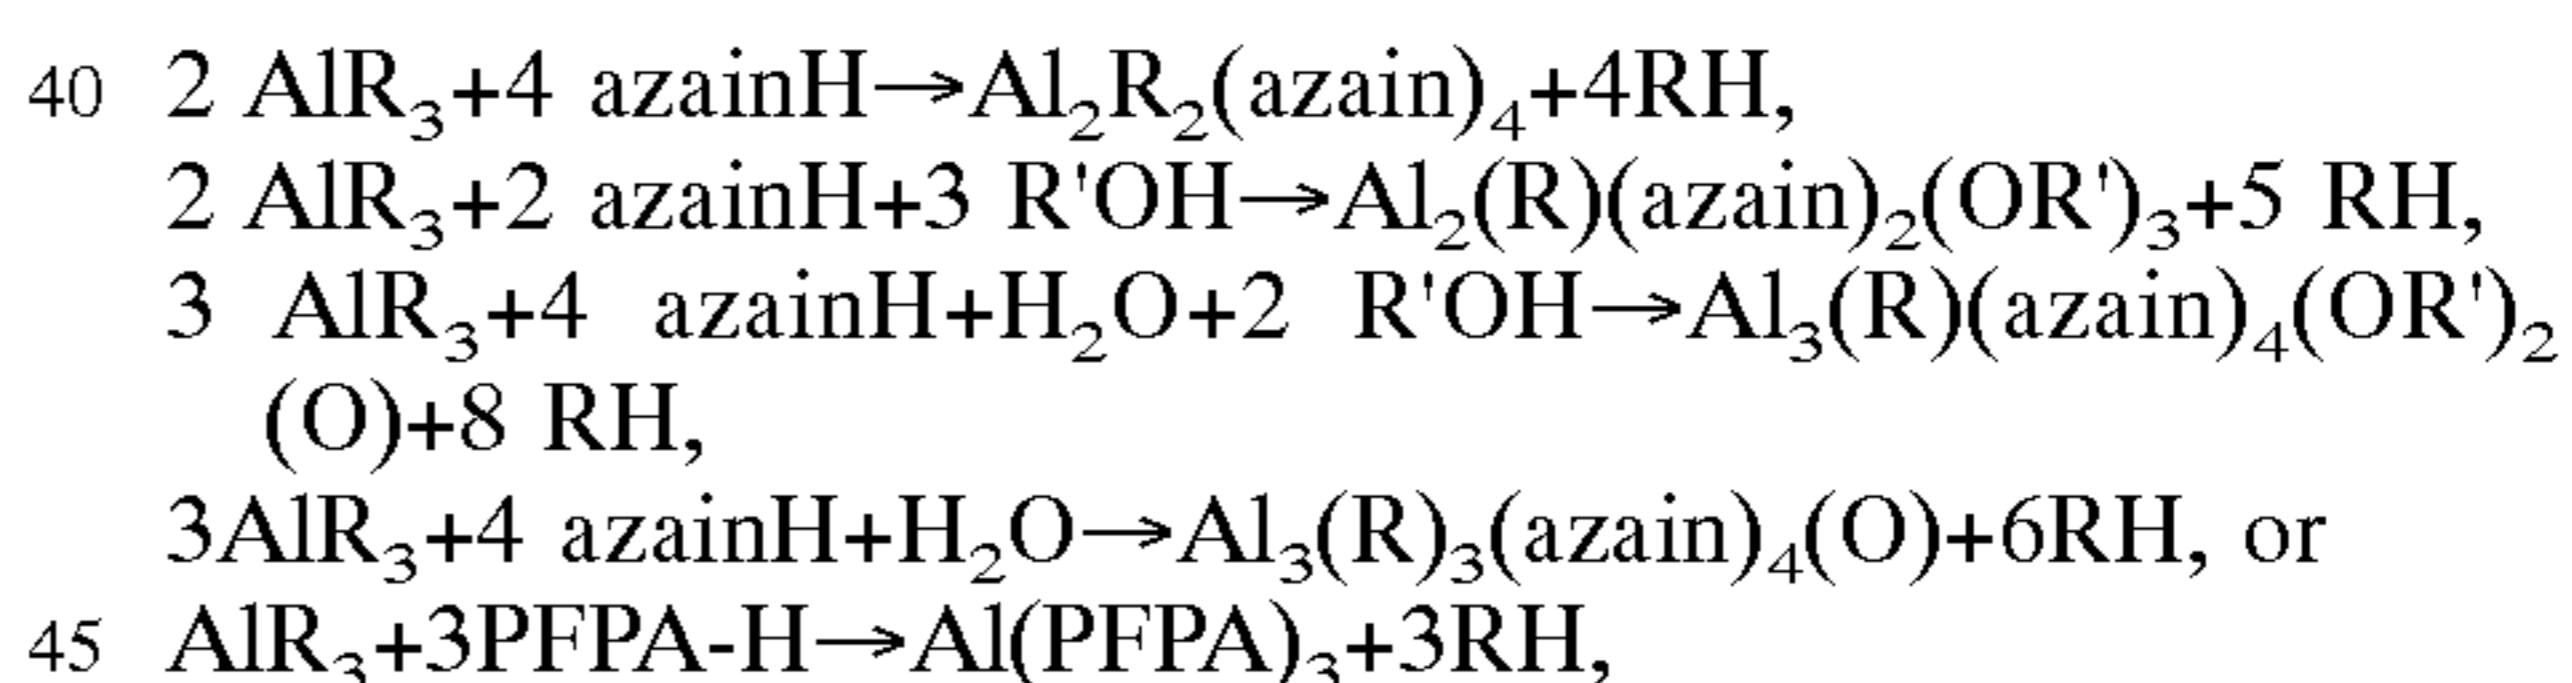 40 2 AlR₃+4 azainH→Al₂R₂(azain)₄+4RH,
2 AlR₃+2 azainH+3 R'OH→Al₂(R)(azain)₂(OR')₃+5 RH,
3 AlR₃+4 azainH+H₂O+2 R'OH→Al₃(R)(azain)₄(OR')₂
(O)+8 RH,
3AlR₃+4 azainH+H₂O→Al₃(R)₃(azain)₄(O)+6RH, or
45 AlR₃+3PFPA-H→Al(PFPA)₃+3RH,